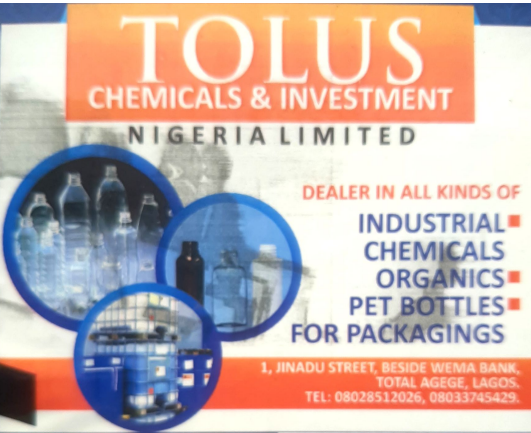 TOLUS
CHEMICALS & INVESTMENT
NIGERIA LIMITED
DEALER IN ALL KINDS OF
INDUSTRIAL
CHEMICALS
ORGANICS
PET BOTTLES
FOR PACKAGINGS
1, JINADU STREET, BESIDE WEMA BANK,
TOTAL AGEGE, LAGOS.
TEL: 08028512026, 08033745429.